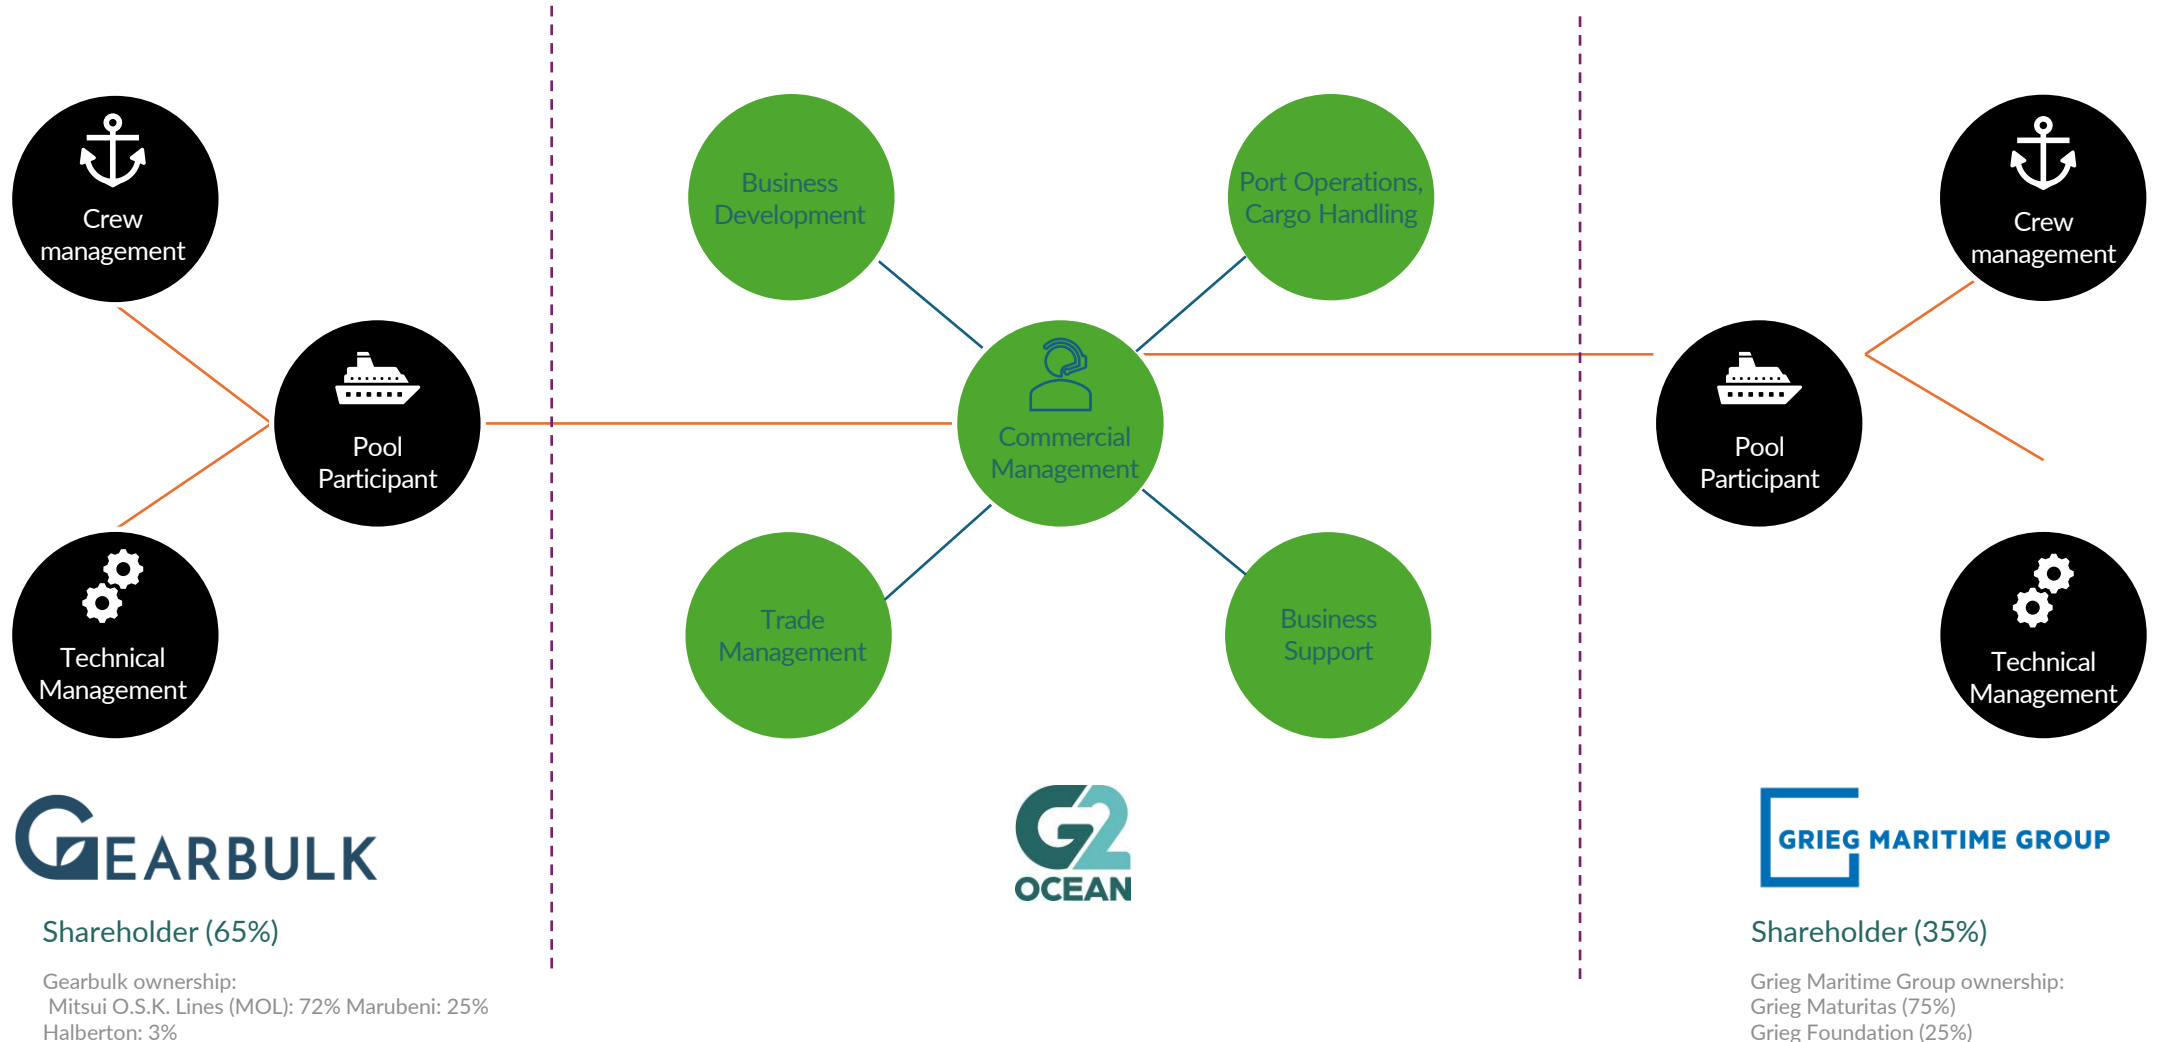 Crew
management
Pool
Participant
Technical
Management
GEARBULK
Shareholder (65%)
Gearbulk ownership:
Mitsui O.S.K. Lines (MOL): 72% Marubeni: 25%
Halberton: 3%
Business
Development
Port Operations,
Cargo Handling
Commercial
Management
Trade
Management
Business
Support
G2
OCEAN
Crew
management
Pool
Participant
Technical
Management
GRIEG MARITIME GROUP
Shareholder (35%)
Grieg Maritime Group ownership:
Grieg Maturitas (75%)
Grieg Foundation (25%)